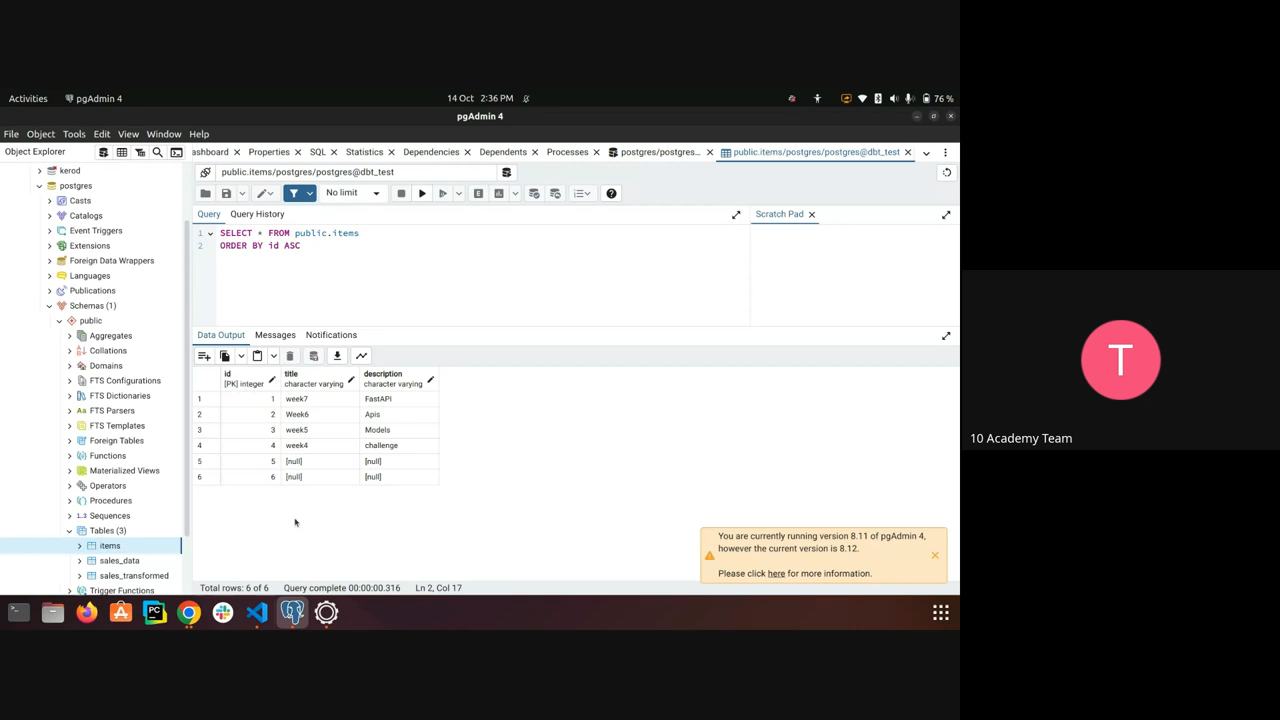 Activities pgAdmin 4 14 Oct 2:36 PM 76 %
pgAdmin 4
File Object Tools Edit View Window Help
Object Explorer
ashboard Properties SQL Statistics Dependencies Dependents Processes postgres/postgres... public.items/postgres/postgres@dbt_test
kerod
postgres
Casts
Catalogs
Event Triggers
Extensions
Foreign Data Wrappers
Languages
Publications
Schemas (1)
public
Aggregates
Collations
Domains
FTS Configurations
FTS Dictionaries
Aa FTS Parsers
FTS Templates
Foreign Tables
Functions
Materialized Views
Operators
Procedures
1..3 Sequences
Tables (3)
items
sales_data
sales_transformed
Trigger Functions
public.items/postgres/postgres@dbt_test
No limit
E
Query Query History
Scratch Pad
1 SELECT * FROM public.items
2 ORDER BY id ASC
Data Output Messages Notifications
id title description
[PK] integer character varying character varying
1 1 week7 FastAPI
2 2 Week6 Apis
3 3 week5 Models
4 4 week4 challenge
5 5 [null] [null]
6 6 [null] [null]
You are currently running version 8.11 of pgAdmin 4,
however the current version is 8.12.
Please click here for more information.
Total rows: 6 of 6 Query complete 00:00:00.316 Ln 2, Col 17
PC
T
10 Academy Team